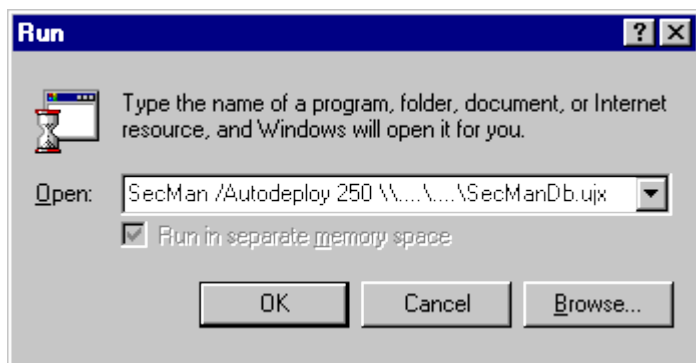 Run
Type the name of a program, folder, document, or Internet
resource, and Windows will open it for you.
Open: SecMan /Autodeploy 250 \\....\....\SecManDb.ujx
Run in separate memory space
OK Cancel Browse...